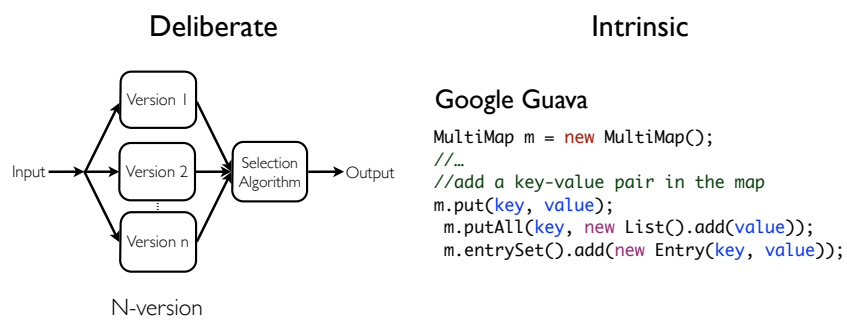 Deliberate
Input
Version 1
Version 2
Version n
Selection
Algorithm
Output
N-version
Intrinsic
Google Guava
MultiMap m = new MultiMap();
//…
//add a key-value pair in the map
m.put(key, value);
m.putAll(key, new List().add(value));
m.entrySet().add(new Entry(key, value));